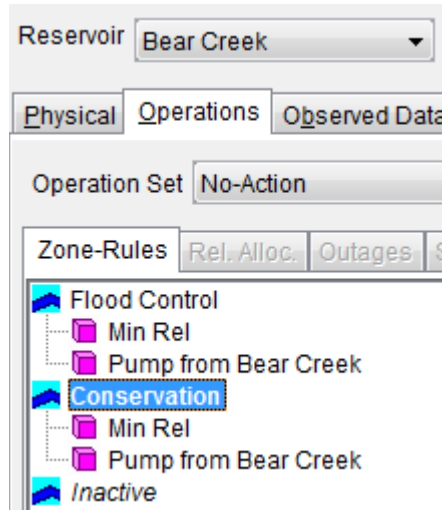 Reservoir Bear Creek
Physical Operations Observed Data
Operation Set No-Action
Zone-Rules Rel. Alloc. Outages
Flood Control
Min Rel
Pump from Bear Creek
Conservation
Min Rel
Pump from Bear Creek
Inactive